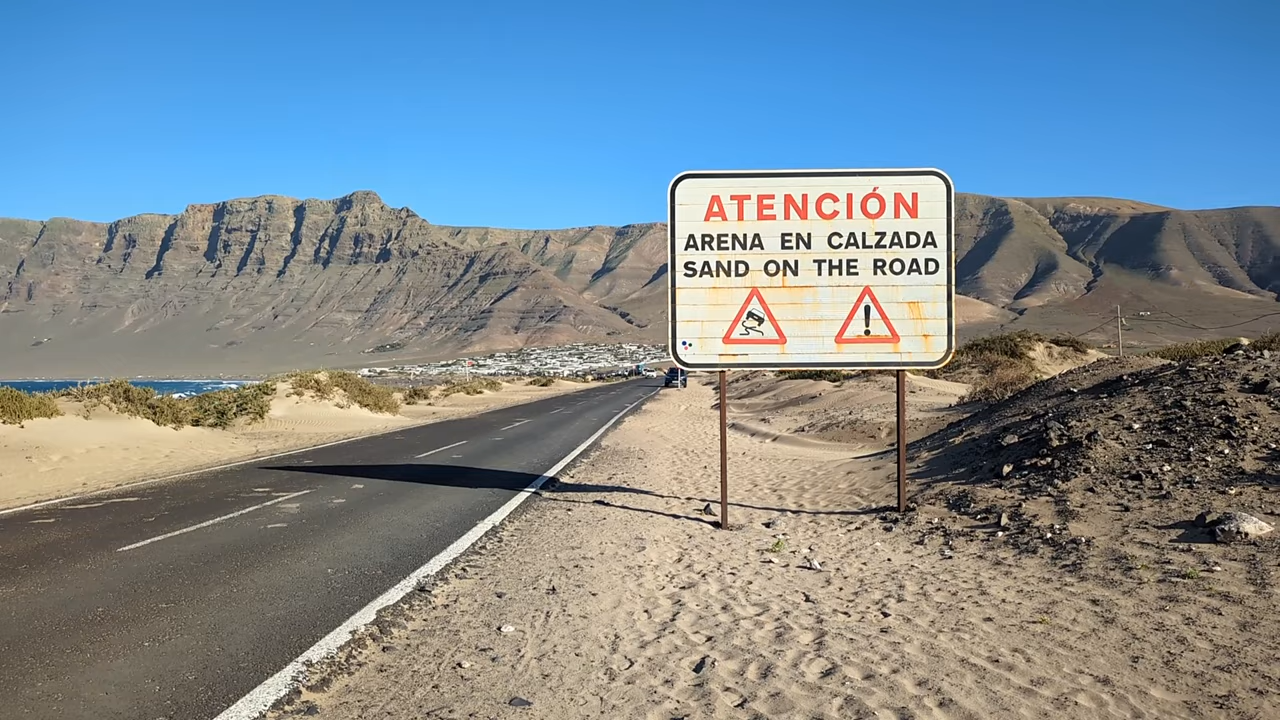 ATENCIÓN
ARENA EN CALZADA
SAND ON THE ROAD
!